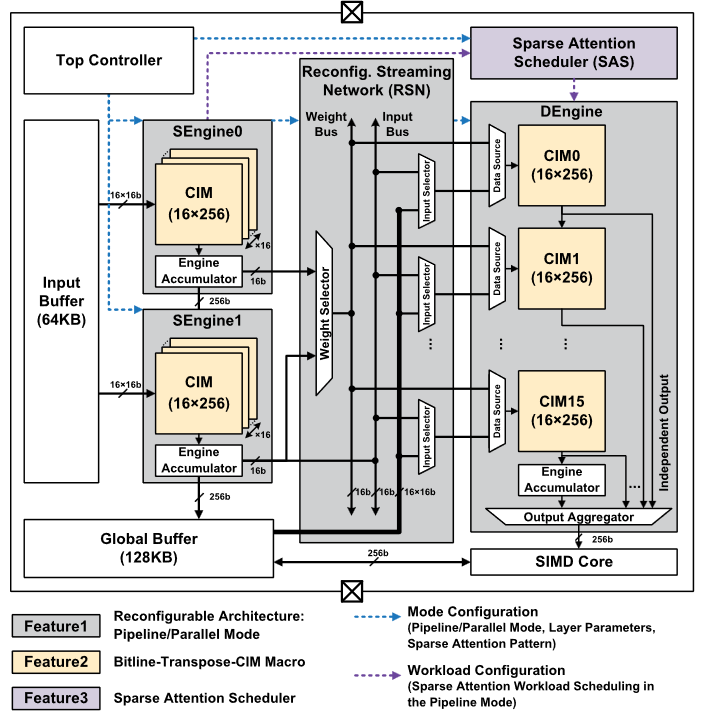 Top Controller
Sparse Attention
Scheduler (SAS)
Reconfig. Streaming
Network (RSN)
Weight
Bus
Input
Bus
SEngine0
CIM
(16×256)
×16
16×16b
Engine
Accumulator
16b
256b
Input
Buffer
(64KB)
SEngine1
CIM
(16×256)
×16
16×16b
Engine
Accumulator
16b
256b
Weight Selector
Input Selector
Input Selector
...
Input Selector
16b
16b
16×16b
DEngine
Data Source
CIM0
(16×256)
Data Source
CIM1
(16×256)
...
...
Data Source
CIM15
(16×256)
Independent Output
Engine
Accumulator
...
Output Aggregator
256b
Global Buffer
(128KB)
256b
SIMD Core
Feature1
Reconfigurable Architecture:
Pipeline/Parallel Mode
Feature2
Bitline-Transpose-CIM Macro
Feature3
Sparse Attention Scheduler
Mode Configuration
(Pipeline/Parallel Mode, Layer Parameters,
Sparse Attention Pattern)
Workload Configuration
(Sparse Attention Workload Scheduling in
the Pipeline Mode)